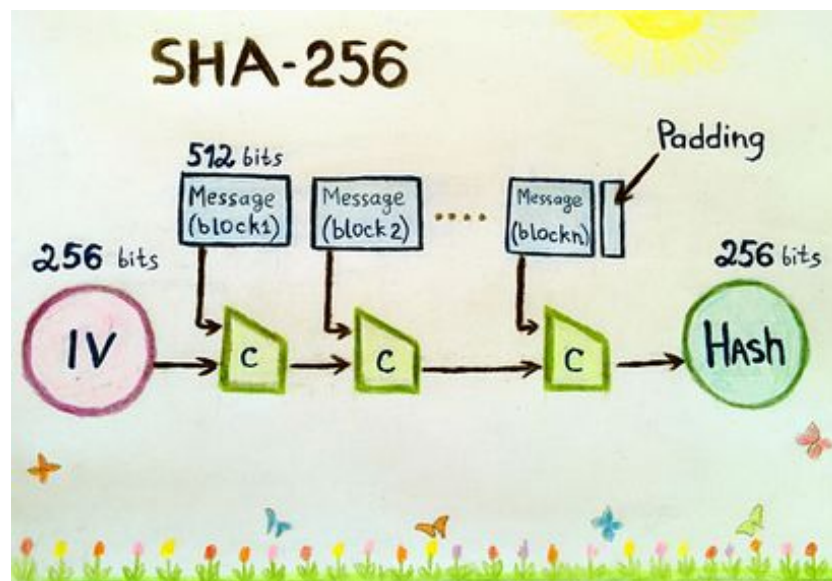 SHA-256
512 bits
Padding
Message
(block1)
Message
(block2)
Message
(blockn)
256 bits
256 bits
IV
C
C
C
HASH